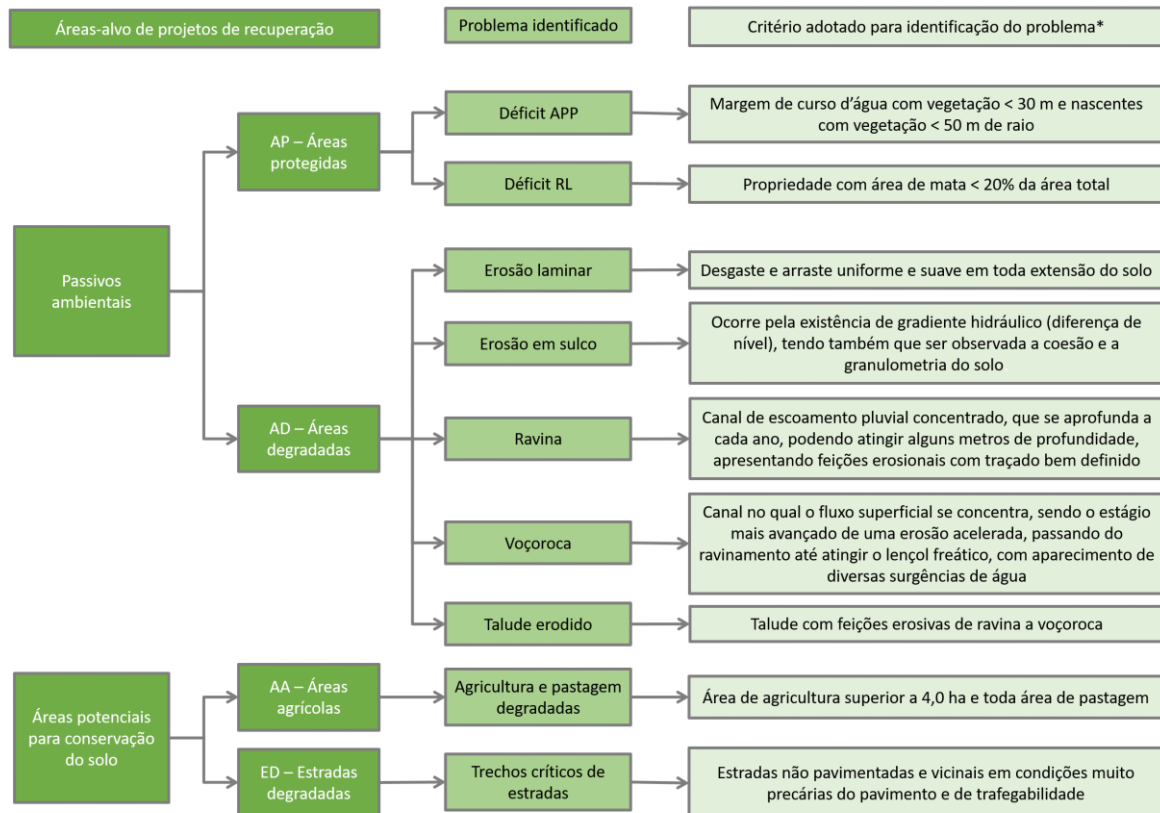 Áreas-alvo de projetos de recuperação
Problema identificado
Critério adotado para identificação do problema*
Passivos
ambientais
AP – Áreas
protegidas
Déficit APP
Margem de curso d'água com vegetação < 30 m e nascentes
com vegetação < 50 m de raio
Déficit RL
Propriedade com área de mata < 20% da área total
AD – Áreas
degradadas
Erosão laminar
Desgaste e arraste uniforme e suave em toda extensão do solo
Erosão em sulco
Ocorre pela existência de gradiente hidráulico (diferença de
nível), tendo também que ser observada a coesão e a
granulometria do solo
Ravina
Canal de escoamento pluvial concentrado, que se aprofunda a
cada ano, podendo atingir alguns metros de profundidade,
apresentando feições erosionais com traçado bem definido
Voçoroca
Canal no qual o fluxo superficial se concentra, sendo o estágio
mais avançado de uma erosão acelerada, passando do
ravinamento até atingir o lençol freático, com aparecimento de
diversas surgências de água
Talude erodido
Talude com feições erosivas de ravina a voçoroca
Áreas potenciais
para conservação
do solo
AA – Áreas
agrícolas
Agricultura e pastagem
degradadas
Área de agricultura superior a 4,0 ha e toda área de pastagem
ED – Estradas
degradadas
Trechos críticos de
estradas
Estradas não pavimentadas e vicinais em condições muito
precárias do pavimento e de trafegabilidade